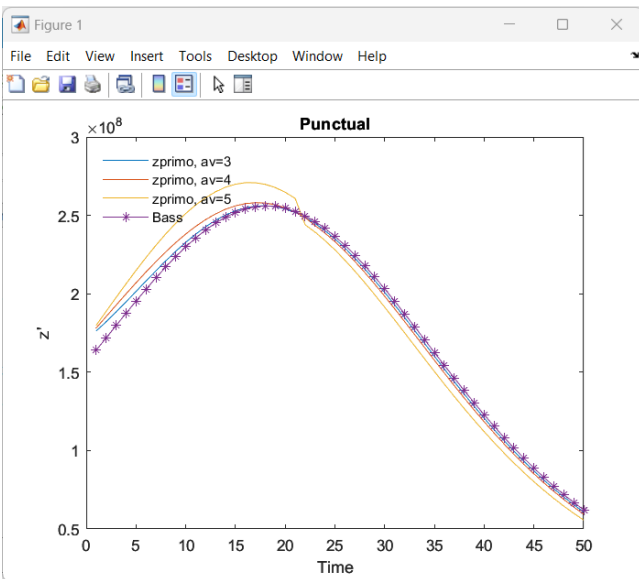 Figure 1
File Edit View Insert Tools Desktop Window Help
Punctual
×10⁸
3
2.5
2
1.5
1
0.5
z'
zprimo, av=3
zprimo, av=4
zprimo, av=5
Bass
0 5 10 15 20 25 30 35 40 45 50
Time